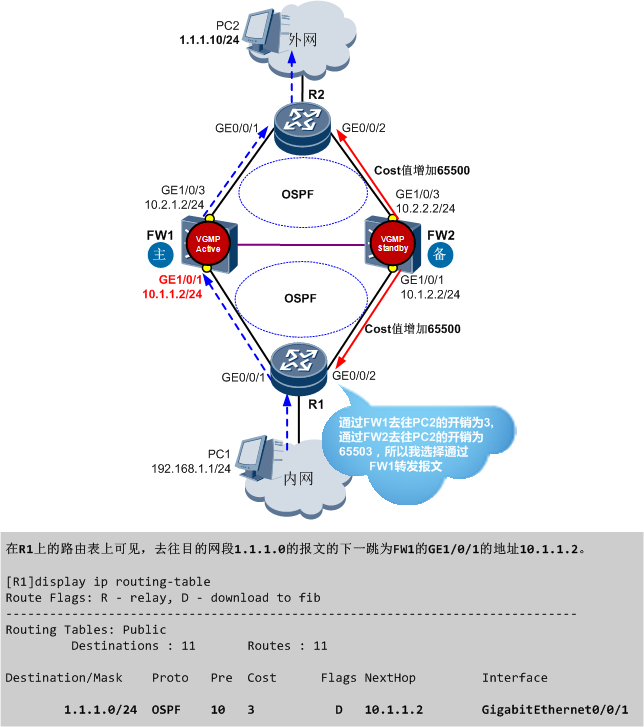 PC2
1.1.1.10/24
外网
R2
GE0/0/1
GE0/0/2
Cost值增加65500
OSPF
GE1/0/3
10.2.1.2/24
GE1/0/3
10.2.2.2/24
FW1
主
VGMP
Active
VGMP
Standby
FW2
备
GE1/0/1
10.1.1.2/24
GE1/0/1
10.1.2.2/24
OSPF
Cost值增加65500
GE0/0/1
GE0/0/2
R1
通过FW1去往PC2的开销为3,
通过FW2去往PC2的开销为
65503，所以我选择通过
FW1转发报文
PC1
192.168.1.1/24
内网
在R1上的路由表上可见，去往目的网段1.1.1.0的报文的下一跳为FW1的GE1/0/1的地址10.1.1.2。
[R1]display ip routing-table
Route Flags: R - relay, D - download to fib
------------------------------------------------------------------------------
Routing Tables: Public
Destinations : 11 Routes : 11
Destination/Mask Proto Pre Cost Flags NextHop Interface
1.1.1.0/24 OSPF 10 3 D 10.1.1.2 GigabitEthernet0/0/1